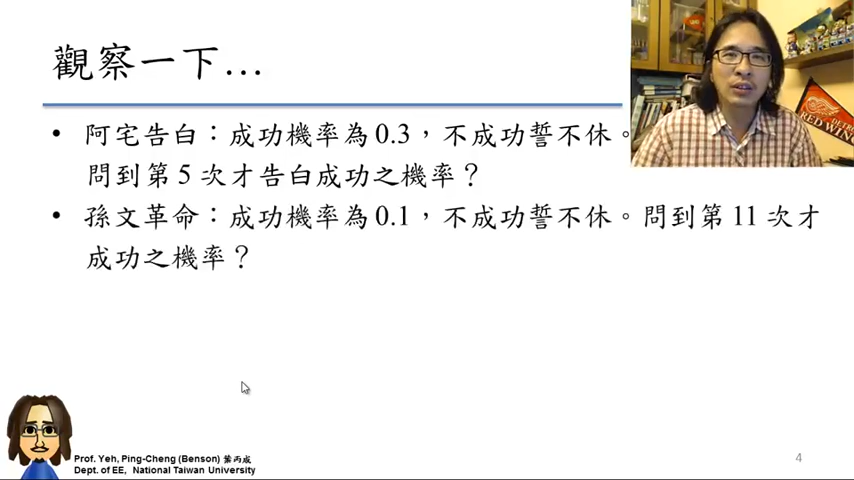 觀察一下…
• 阿宅告白：成功機率為 0.3，不成功誓不休。
問到第 5 次才告白成功之機率？
• 孫文革命：成功機率為 0.1，不成功誓不休。問到第 11 次才
成功之機率？
RED WING
Prof. Yeh, Ping-Cheng (Benson) 葉丙成
Dept. of EE, National Taiwan University
4